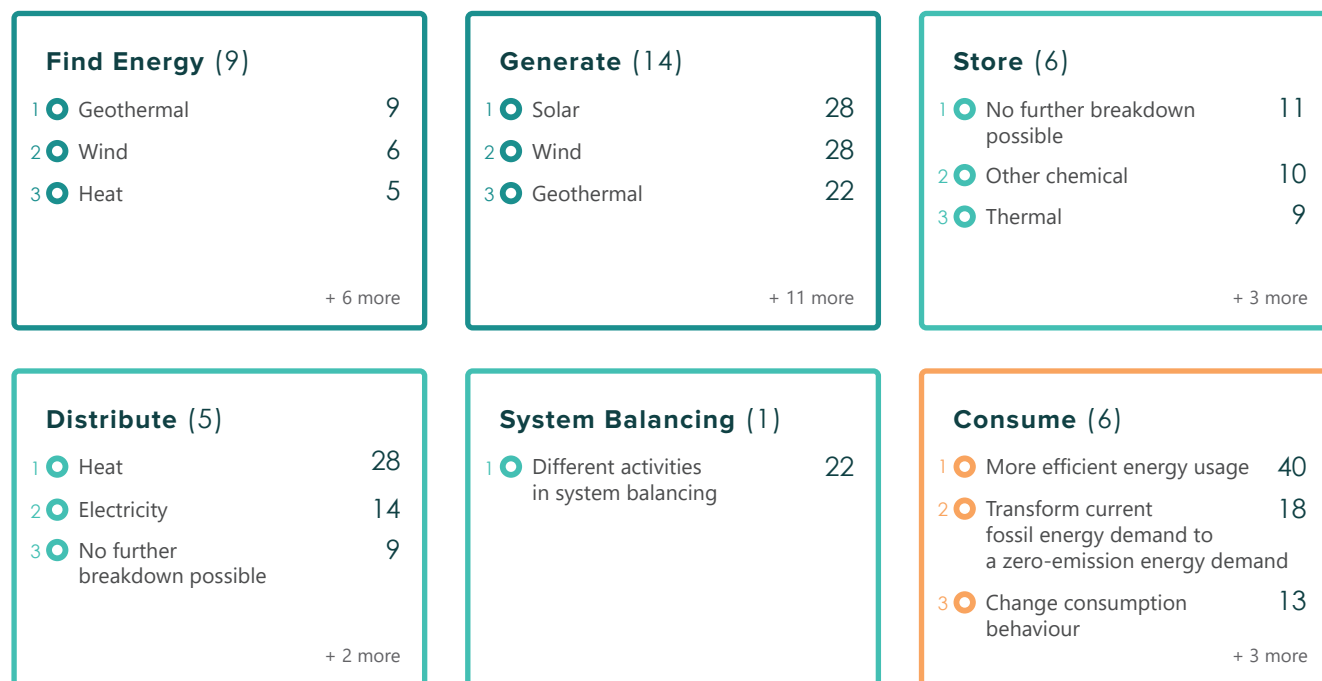 Find Energy (9)
1 Geothermal 9
2 Wind 6
3 Heat 5
+ 6 more
Generate (14)
1 Solar 28
2 Wind 28
3 Geothermal 22
+ 11 more
Store (6)
1 No further breakdown 11
possible
2 Other chemical 10
3 Thermal 9
+ 3 more
Distribute (5)
1 Heat 28
2 Electricity 14
3 No further 9
breakdown possible
+ 2 more
System Balancing (1)
1 Different activities 22
in system balancing
Consume (6)
1 More efficient energy usage 40
2 Transform current 18
fossil energy demand to
a zero-emission energy demand
3 Change consumption 13
behaviour
+ 3 more